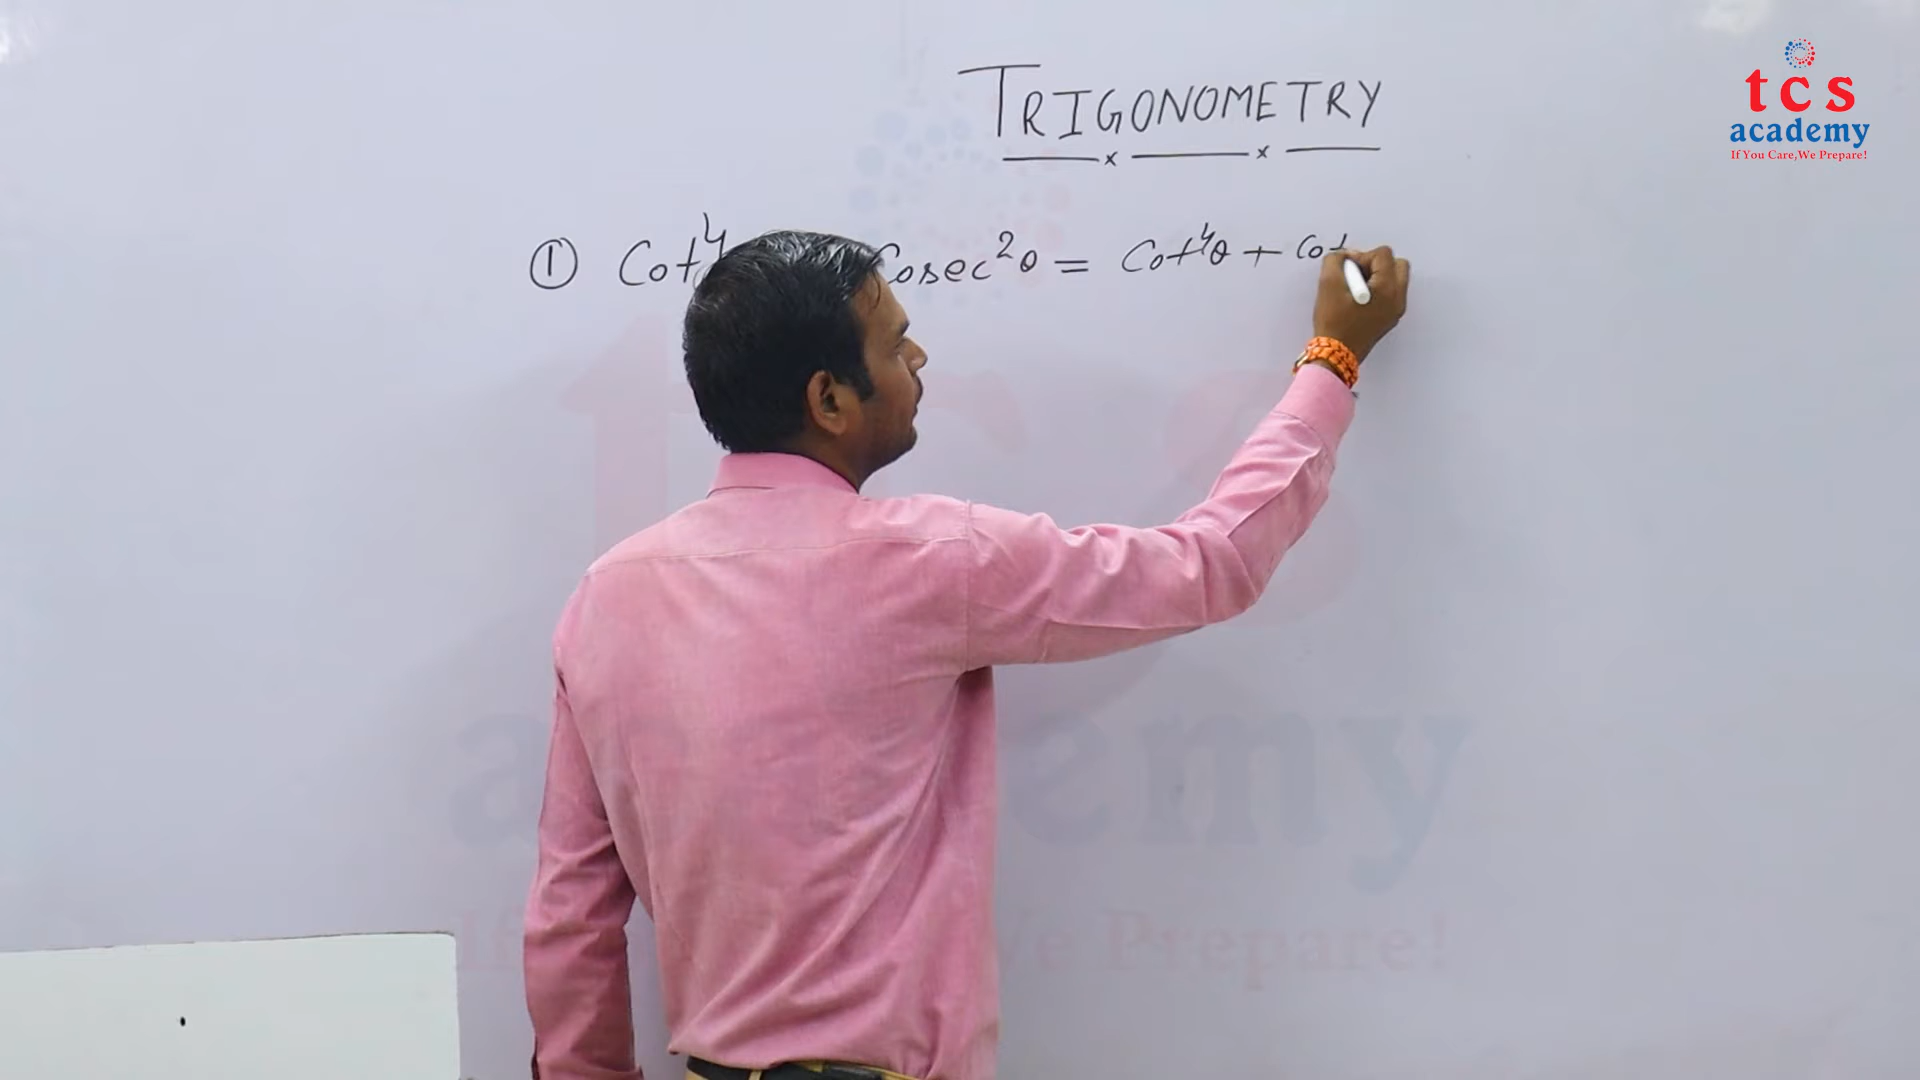 TRIGONOMETRY
tcs
academy
If You Care,We Prepare!
① Cot⁴ Cosec²θ = Cot⁴θ + Cot